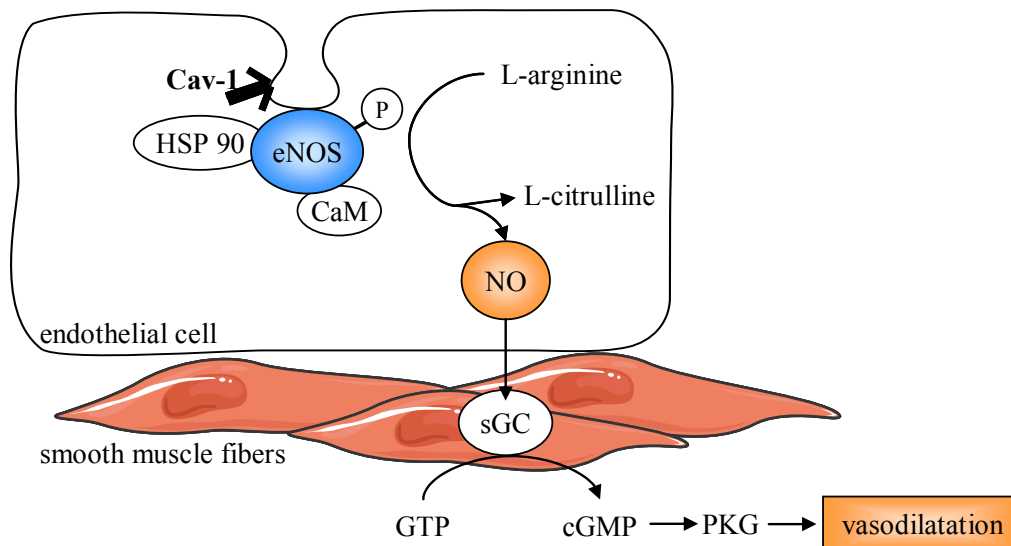 L-arginine
Cav-1
P
HSP 90
eNOS
L-citrulline
CaM
NO
endothelial cell
sGC
smooth muscle fibers
GTP
cGMP
PKG
vasodilatation